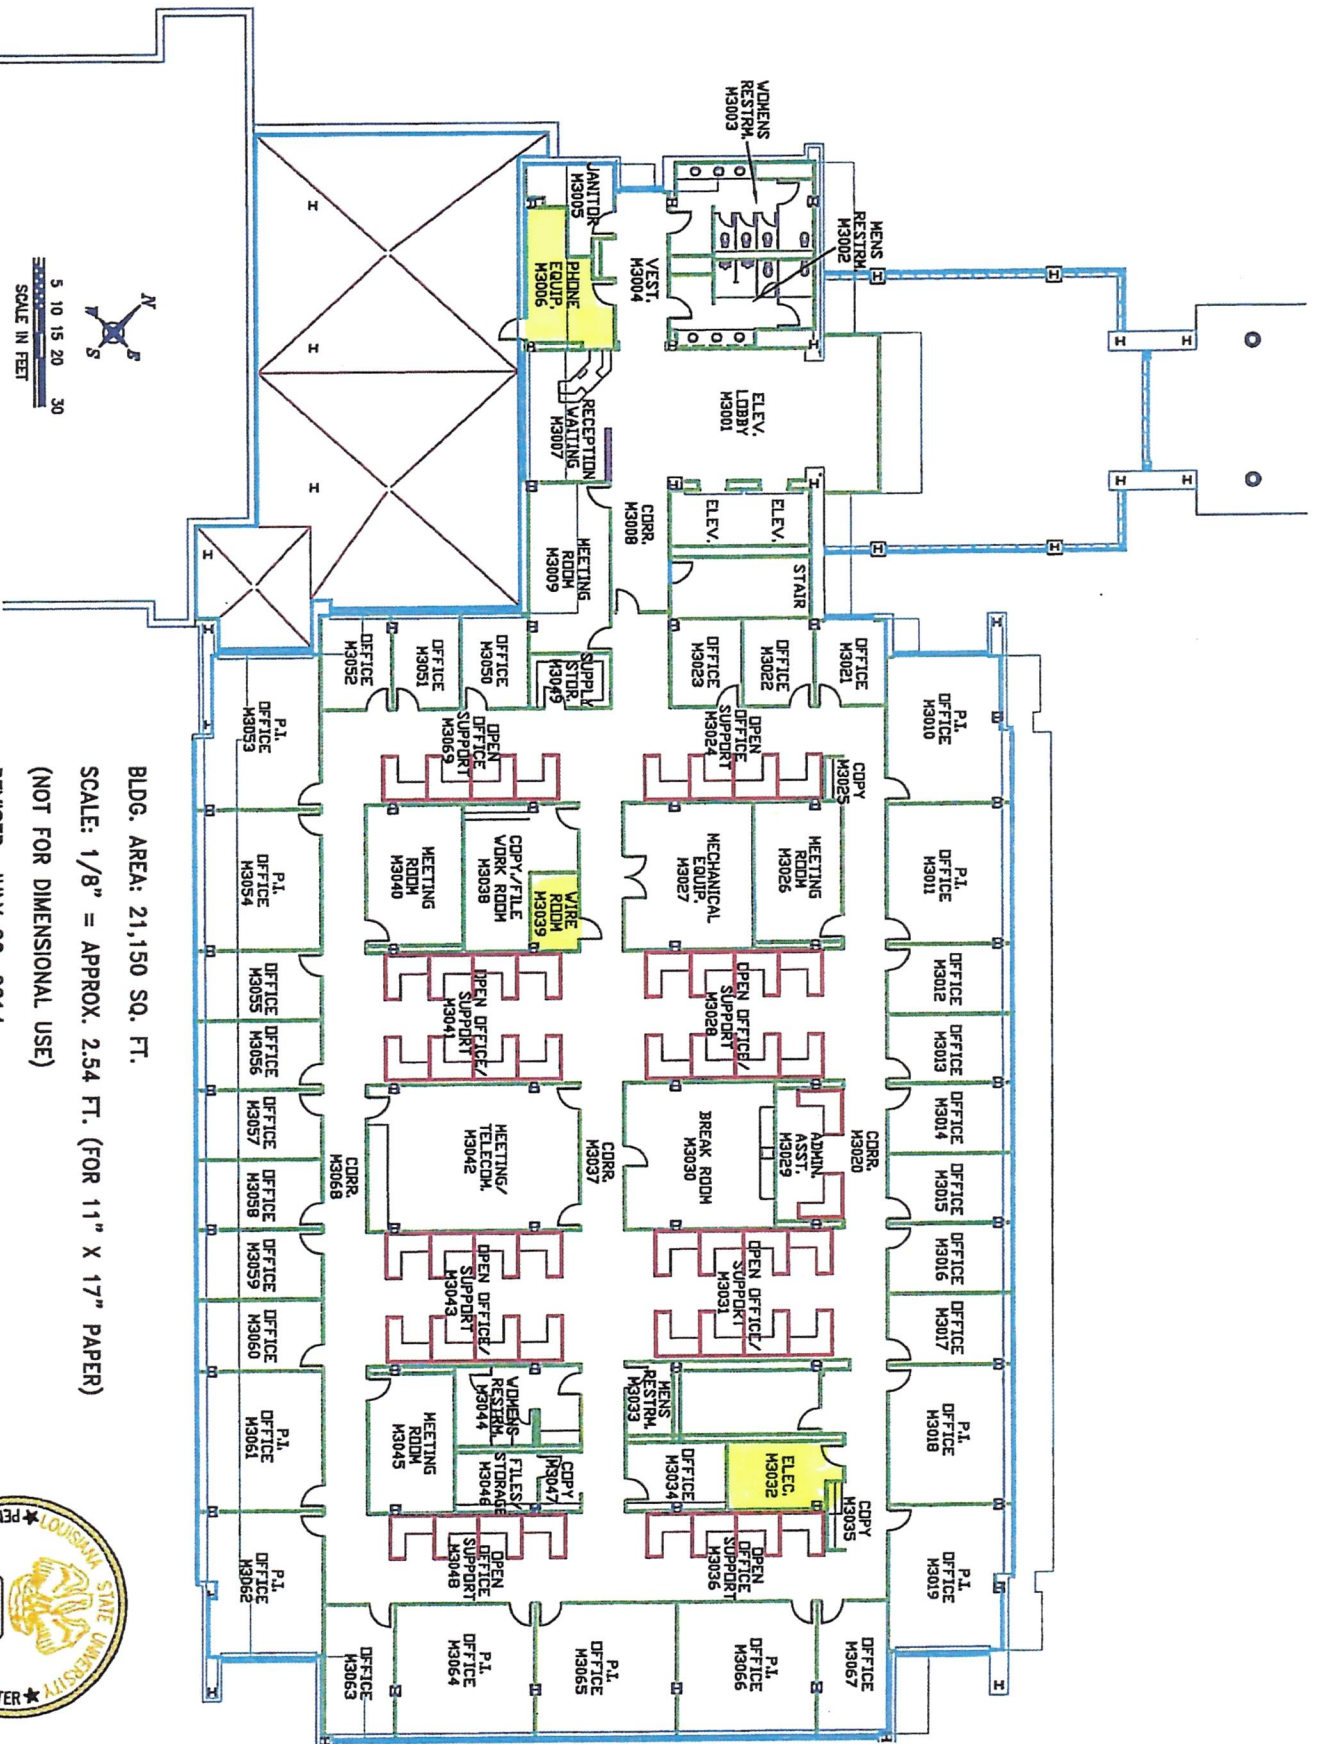 ELEV.
LOBBY
M3001
MENS
RESTRM.
M3002
WOMENS
RESTRM.
M3003
VEST.
M3004
JANITOR
M3005
PHONE
EQUIP.
M3006
RECEPTION
WAITING
M3007
CORR.
M3008
ELEV.
ELEV.
STAIR
MEETING
ROOM
M3009
P.I.
OFFICE
M3010
P.I.
OFFICE
M3011
OFFICE
M3012
OFFICE
M3013
OFFICE
M3014
OFFICE
M3015
OFFICE
M3016
OFFICE
M3017
P.I.
OFFICE
M3018
P.I.
OFFICE
M3019
CORR.
M3020
OFFICE
M3021
OFFICE
M3022
OFFICE
M3023
OPEN
OFFICE
SUPPORT
M3024
COPY
M3025
MEETING
ROOM
M3026
MECHANICAL
EQUIP.
M3027
OPEN OFFICE/
SUPPORT
M3028
ADMIN.
ASST.
M3029
BREAK ROOM
M3030
OPEN OFFICE/
SUPPORT
M3031
ELEC.
M3032
MENS
RESTRM.
M3033
OFFICE
M3034
COPY
M3035
OPEN
OFFICE
SUPPORT
M3036
CORR.
M3037
COPY/FILE
WORK ROOM
M3038
WIRE
ROOM
M3039
MEETING
ROOM
M3040
OPEN OFFICE/
SUPPORT
M3041
MEETING/
TELECOM.
M3042
OPEN OFFICE/
SUPPORT
M3043
WOMENS
RESTRM.
M3044
MEETING
ROOM
M3045
FILES/
STORAGE
M3046
COPY
M3047
OPEN
OFFICE
SUPPORT
M3048
SUPPLY
STOR.
M3049
OFFICE
M3050
OFFICE
M3051
OFFICE
M3052
P.I.
OFFICE
M3053
P.I.
OFFICE
M3054
OFFICE
M3055
OFFICE
M3056
OFFICE
M3057
OFFICE
M3058
OFFICE
M3059
OFFICE
M3060
P.I.
OFFICE
M3061
P.I.
OFFICE
M3062
OFFICE
M3063
P.I.
OFFICE
M3064
P.I.
OFFICE
M3065
P.I.
OFFICE
M3066
OFFICE
M3067
CORR.
M3068
OPEN
OFFICE
SUPPORT
M3069
N
E
S
5 10 15 20 30
SCALE IN FEET
BLDG. AREA: 21,150 SQ. FT.
SCALE: 1/8" = APPROX. 2.54 FT. (FOR 11" X 17" PAPER)
(NOT FOR DIMENSIONAL USE)
LOUISIANA STATE UNIVERSITY